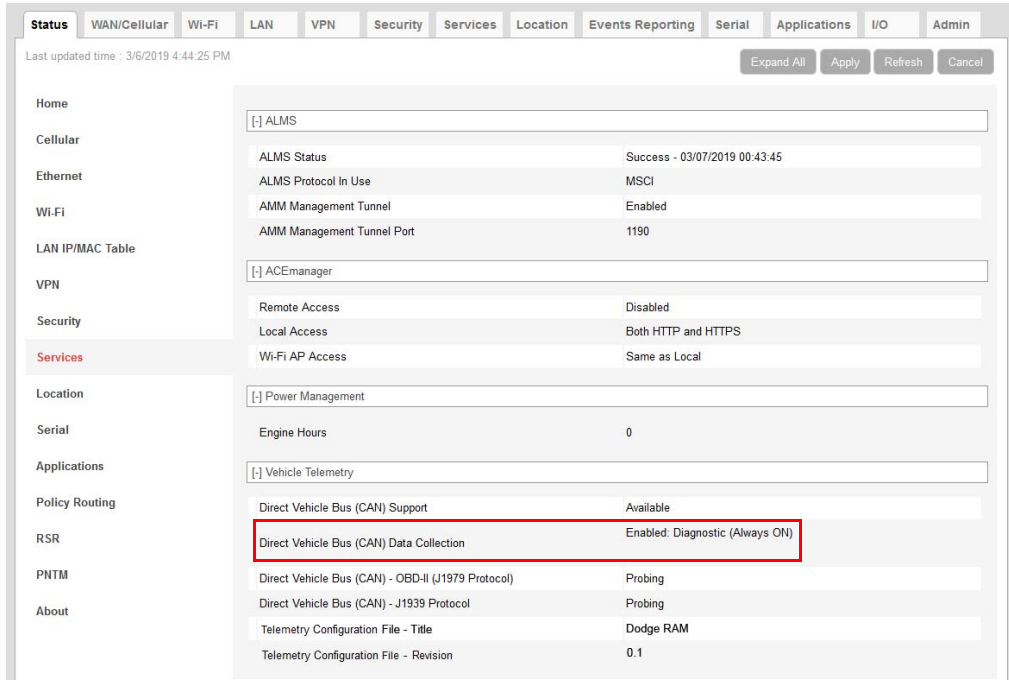 Status WAN/Cellular Wi-Fi LAN VPN Security Services Location Events Reporting Serial Applications I/O Admin
Last updated time : 3/6/2019 4:44:25 PM
Expand All Apply Refresh Cancel
Home
Cellular
Ethernet
Wi-Fi
LAN IP/MAC Table
VPN
Security
Services
Location
Serial
Applications
Policy Routing
RSR
PNTM
About
[-] ALMS
ALMS Status Success - 03/07/2019 00:43:45
ALMS Protocol In Use MSCI
AMM Management Tunnel Enabled
AMM Management Tunnel Port 1190
[-] ACEmanager
Remote Access Disabled
Local Access Both HTTP and HTTPS
Wi-Fi AP Access Same as Local
[-] Power Management
Engine Hours 0
[-] Vehicle Telemetry
Direct Vehicle Bus (CAN) Support Available
Direct Vehicle Bus (CAN) Data Collection Enabled: Diagnostic (Always ON)
Direct Vehicle Bus (CAN) - OBD-II (J1979 Protocol) Probing
Direct Vehicle Bus (CAN) - J1939 Protocol Probing
Telemetry Configuration File - Title Dodge RAM
Telemetry Configuration File - Revision 0.1